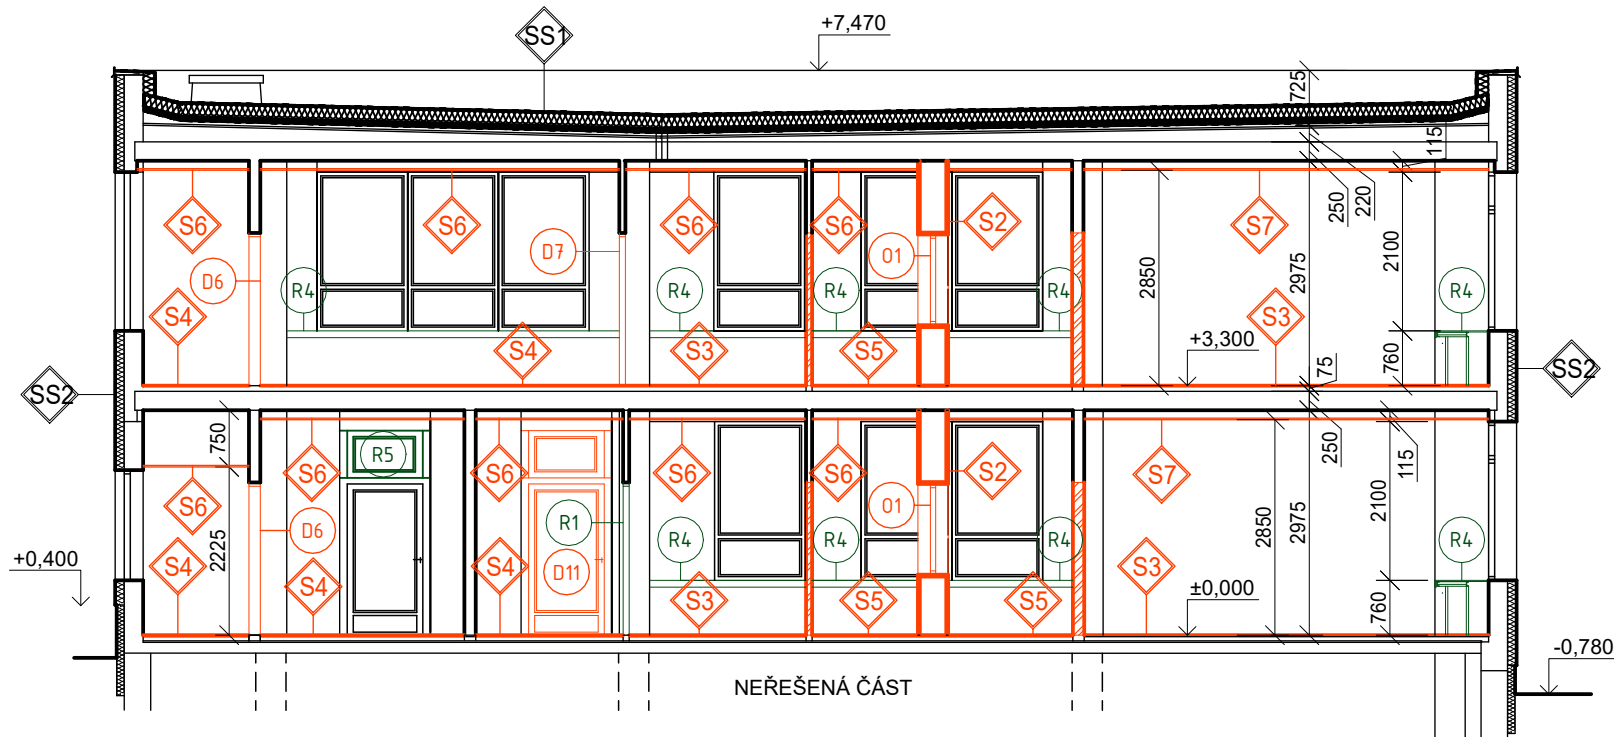 SS1
+7,470
725
115
S6
S6
S6
S6
S2
S7
250
220
D6
D7
O1
2850
2975
2100
R4
R4
R4
R4
R4
S4
S4
S3
S5
S3
+3,300
75
760
SS2
SS2
750
R5
S6
S6
S6
S6
S2
S7
250
115
S6
D6
R1
D11
O1
2225
2850
2975
2100
R4
R4
R4
R4
+0,400
S4
S4
S4
S3
S5
S5
S3
±0,000
760
-0,780
NEŘEŠENÁ ČÁST